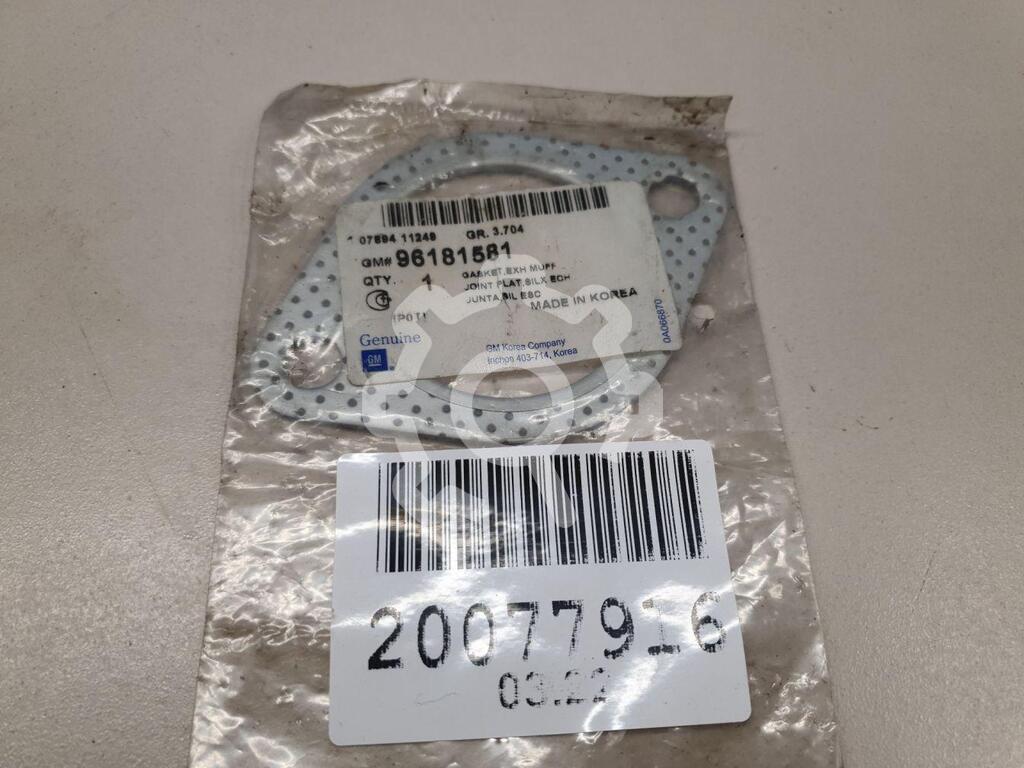 07894 11249 GR. 3.704
GM# 96181581
QTY. 1 GASKET,EXH MUFF
JOINT PLAT,SILX ECH
JUNTA,SIL ESC
MADE IN KOREA
Genuine
GM
GM Korea Company
Inchon 403-714, Korea
0A066870
20077916
03.22